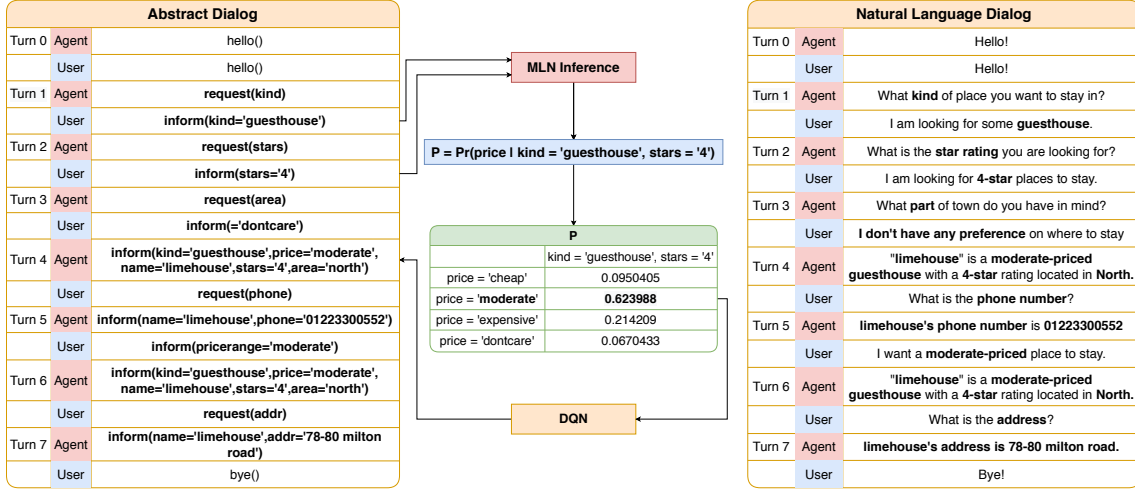 Abstract Dialog
Turn 0 Agent hello()
User hello()
Turn 1 Agent request(kind)
User inform(kind='guesthouse')
Turn 2 Agent request(stars)
User inform(stars='4')
Turn 3 Agent request(area)
User inform(='dontcare')
Turn 4 Agent inform(kind='guesthouse',price='moderate',
name='limehouse',stars='4',area='north')
User request(phone)
Turn 5 Agent inform(name='limehouse',phone='01223300552')
User inform(pricerange='moderate')
Turn 6 Agent inform(kind='guesthouse',price='moderate',
name='limehouse',stars='4',area='north')
User request(addr)
Turn 7 Agent inform(name='limehouse',addr='78-80 milton
road')
User bye()
MLN Inference
P = Pr(price | kind = 'guesthouse', stars = '4')
P
kind = 'guesthouse', stars = '4'
price = 'cheap' 0.0950405
price = 'moderate' 0.623988
price = 'expensive' 0.214209
price = 'dontcare' 0.0670433
DQN
Natural Language Dialog
Turn 0 Agent Hello!
User Hello!
Turn 1 Agent What kind of place you want to stay in?
User I am looking for some guesthouse.
Turn 2 Agent What is the star rating you are looking for?
User I am looking for 4-star places to stay.
Turn 3 Agent What part of town do you have in mind?
User I don't have any preference on where to stay
Turn 4 Agent "limehouse" is a moderate-priced
guesthouse with a 4-star rating located in North.
User What is the phone number?
Turn 5 Agent limehouse's phone number is 01223300552
User I want a moderate-priced place to stay.
Turn 6 Agent "limehouse" is a moderate-priced
guesthouse with a 4-star rating located in North.
User What is the address?
Turn 7 Agent limehouse's address is 78-80 milton road.
User Bye!